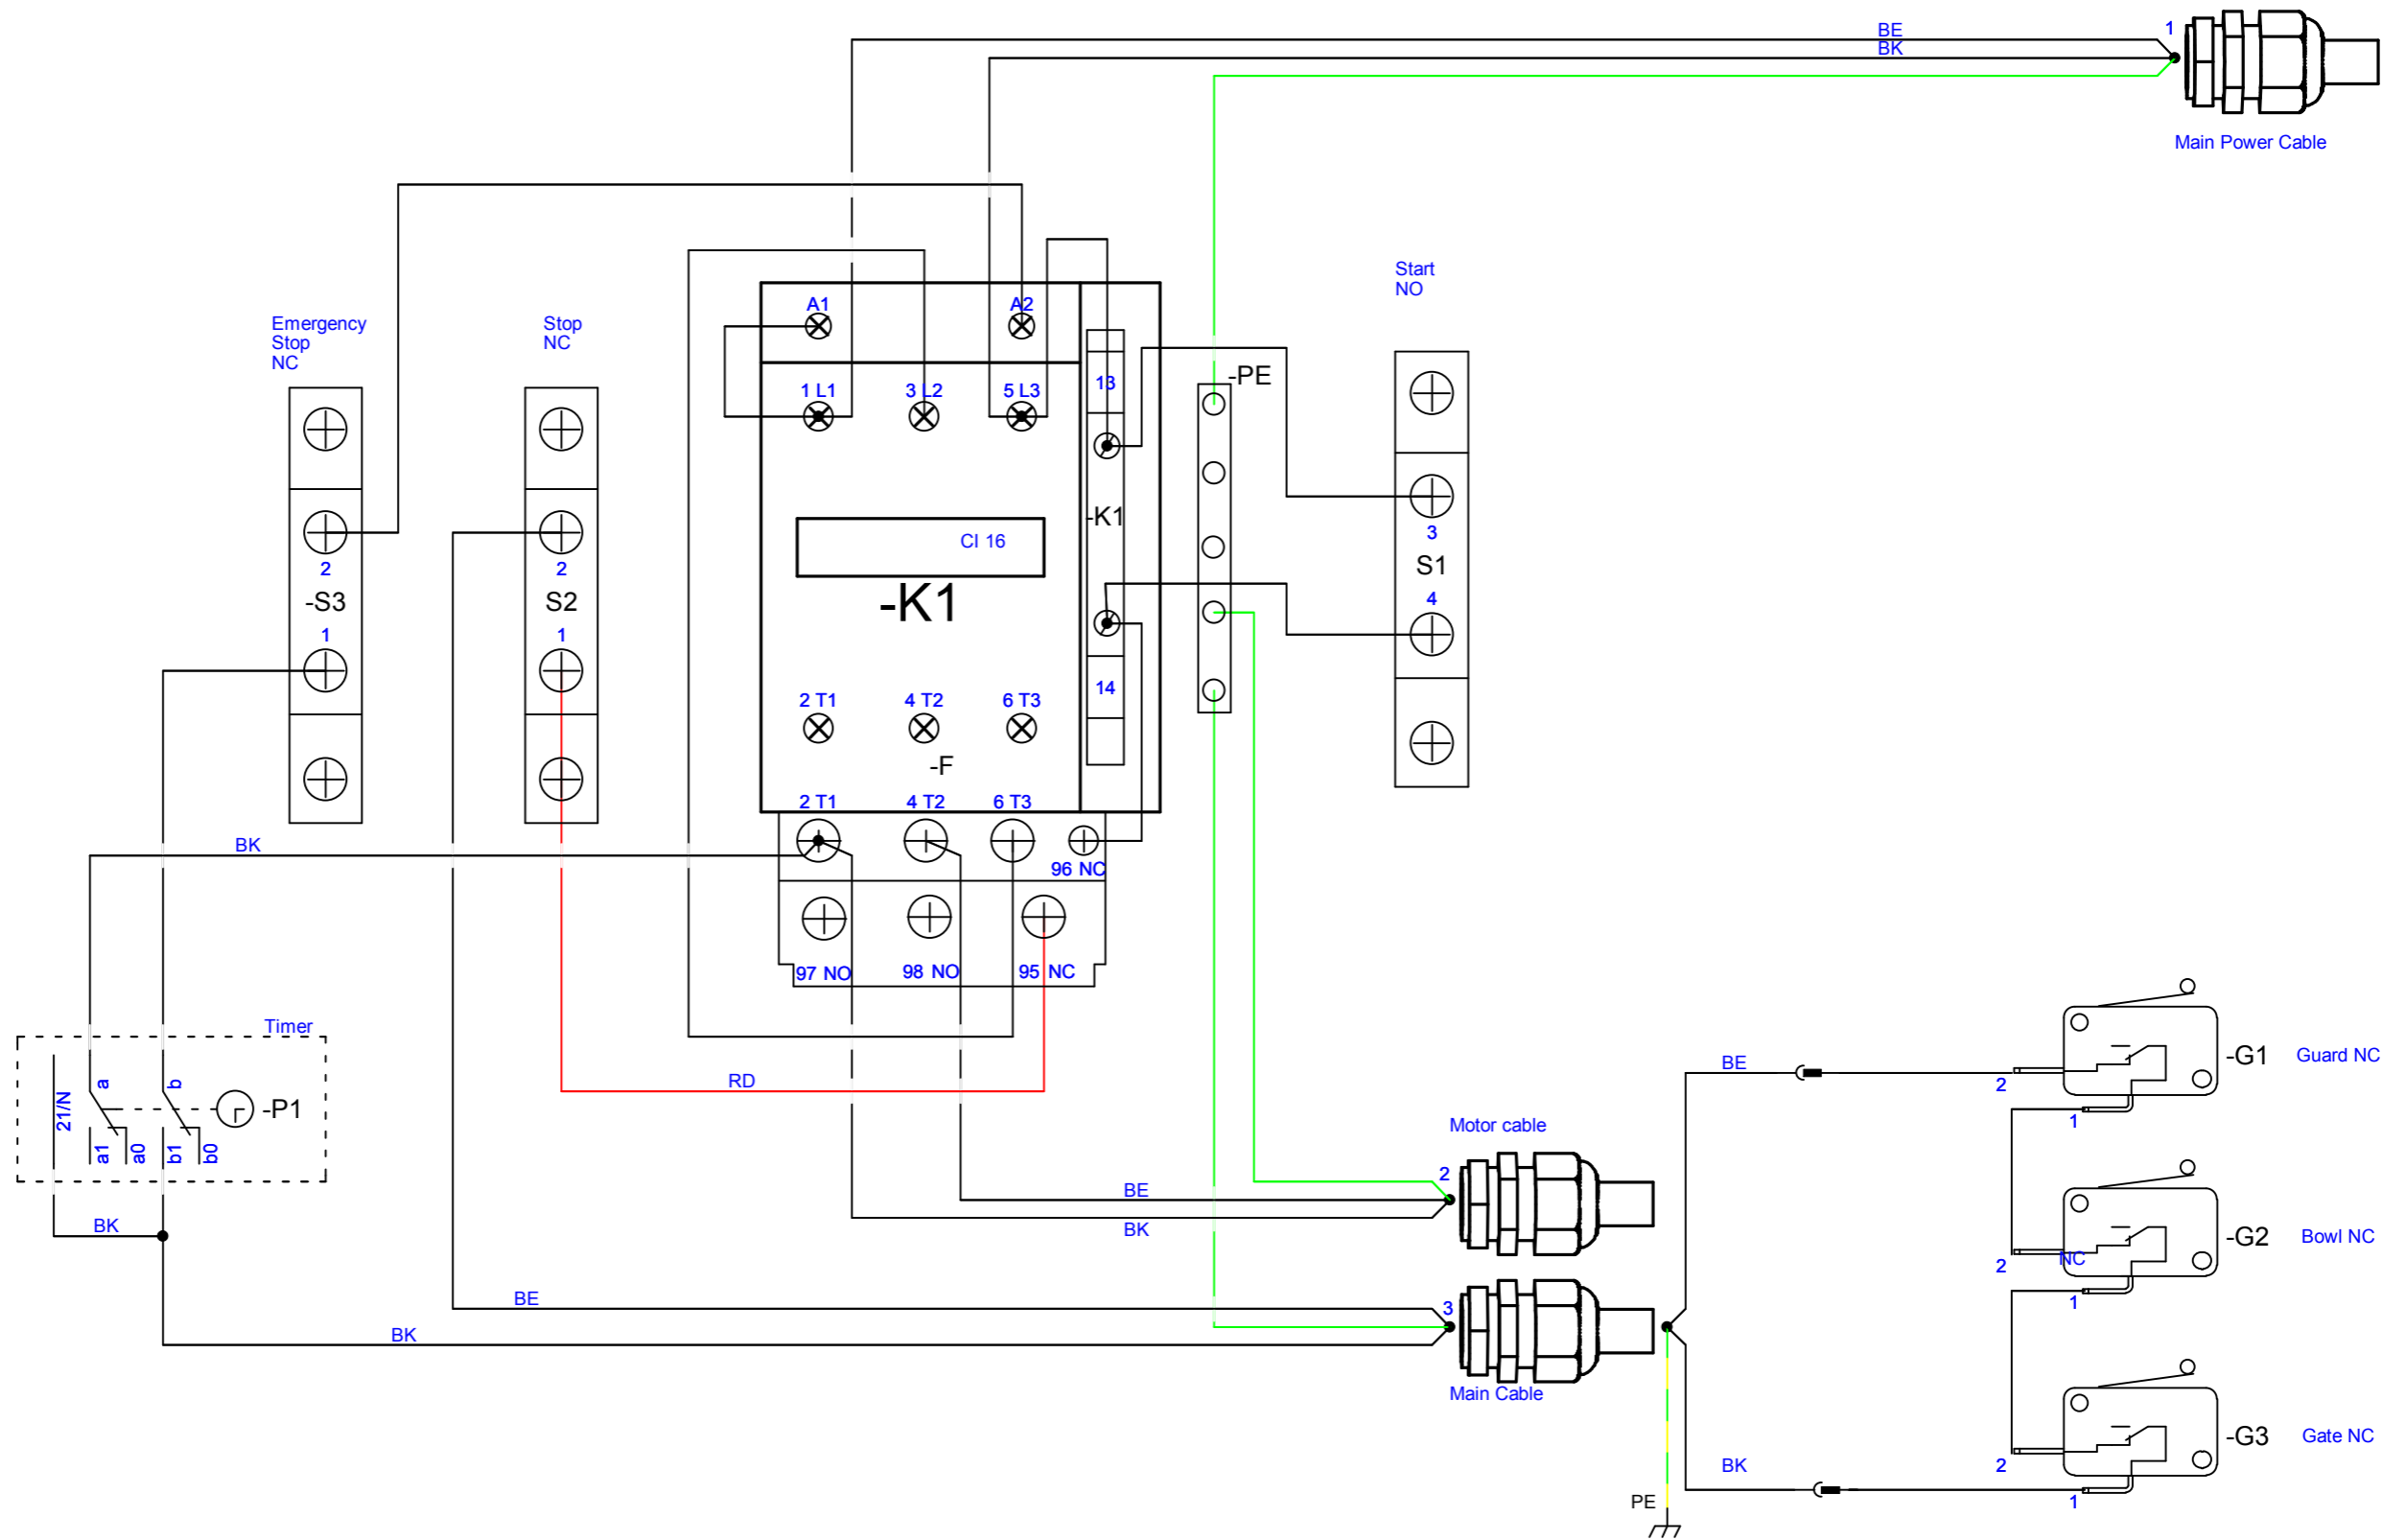 BE
BK
1
Main Power Cable
Start
NO
Emergency
Stop
NC
Stop
NC
A1
A2
1 L1
3 L2
5 L3
13
-PE
CI 16
-K1
-K1
3
S1
4
2
-S3
1
2
S2
1
14
2 T1
4 T2
6 T3
-F
2 T1
4 T2
6 T3
96 NC
BK
97 NO
98 NO
95 NC
Timer
21/N
a
b
a1
a0
b1
b0
-P1
RD
BK
BE
BK
Motor cable
2
BE
BK
3
Main Cable
BE
2
1
-G1
Guard NC
2
NC
1
-G2
Bowl NC
BK
2
1
-G3
Gate NC
PE